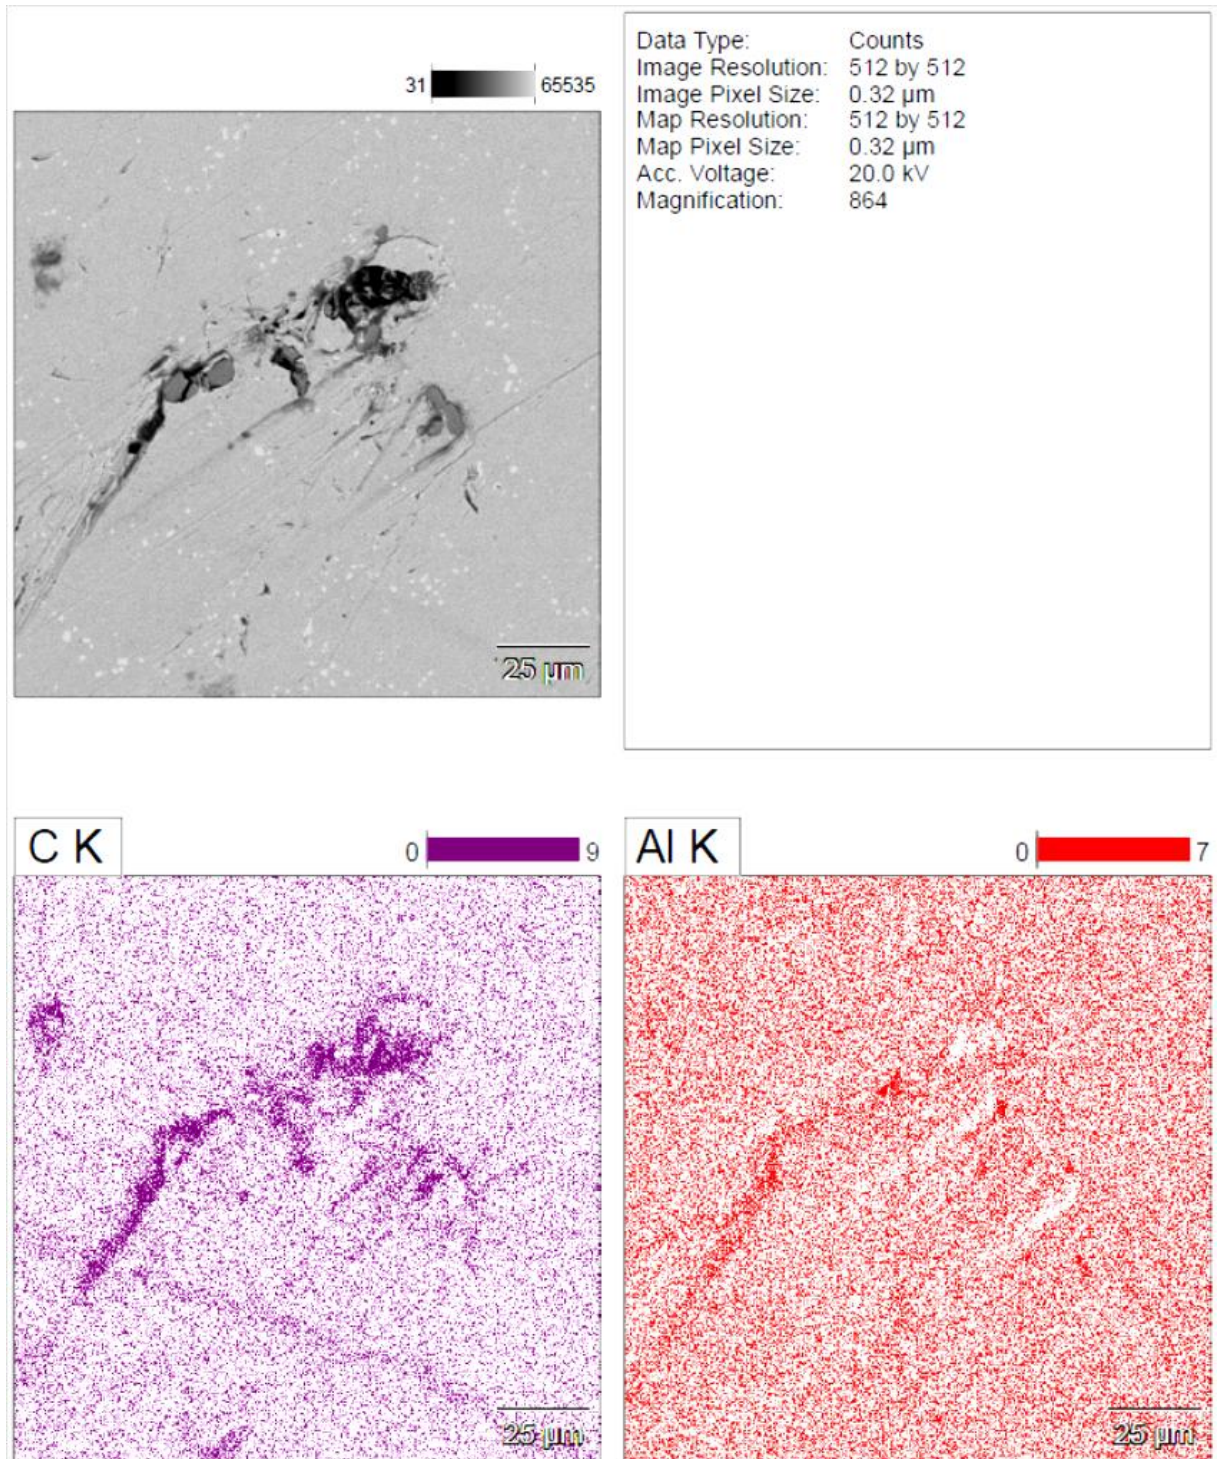 31 65535
Data Type: Counts
Image Resolution: 512 by 512
Image Pixel Size: 0.32 µm
Map Resolution: 512 by 512
Map Pixel Size: 0.32 µm
Acc. Voltage: 20.0 kV
Magnification: 864
25 µm
C K
0 9
25 µm
Al K
0 7
25 µm